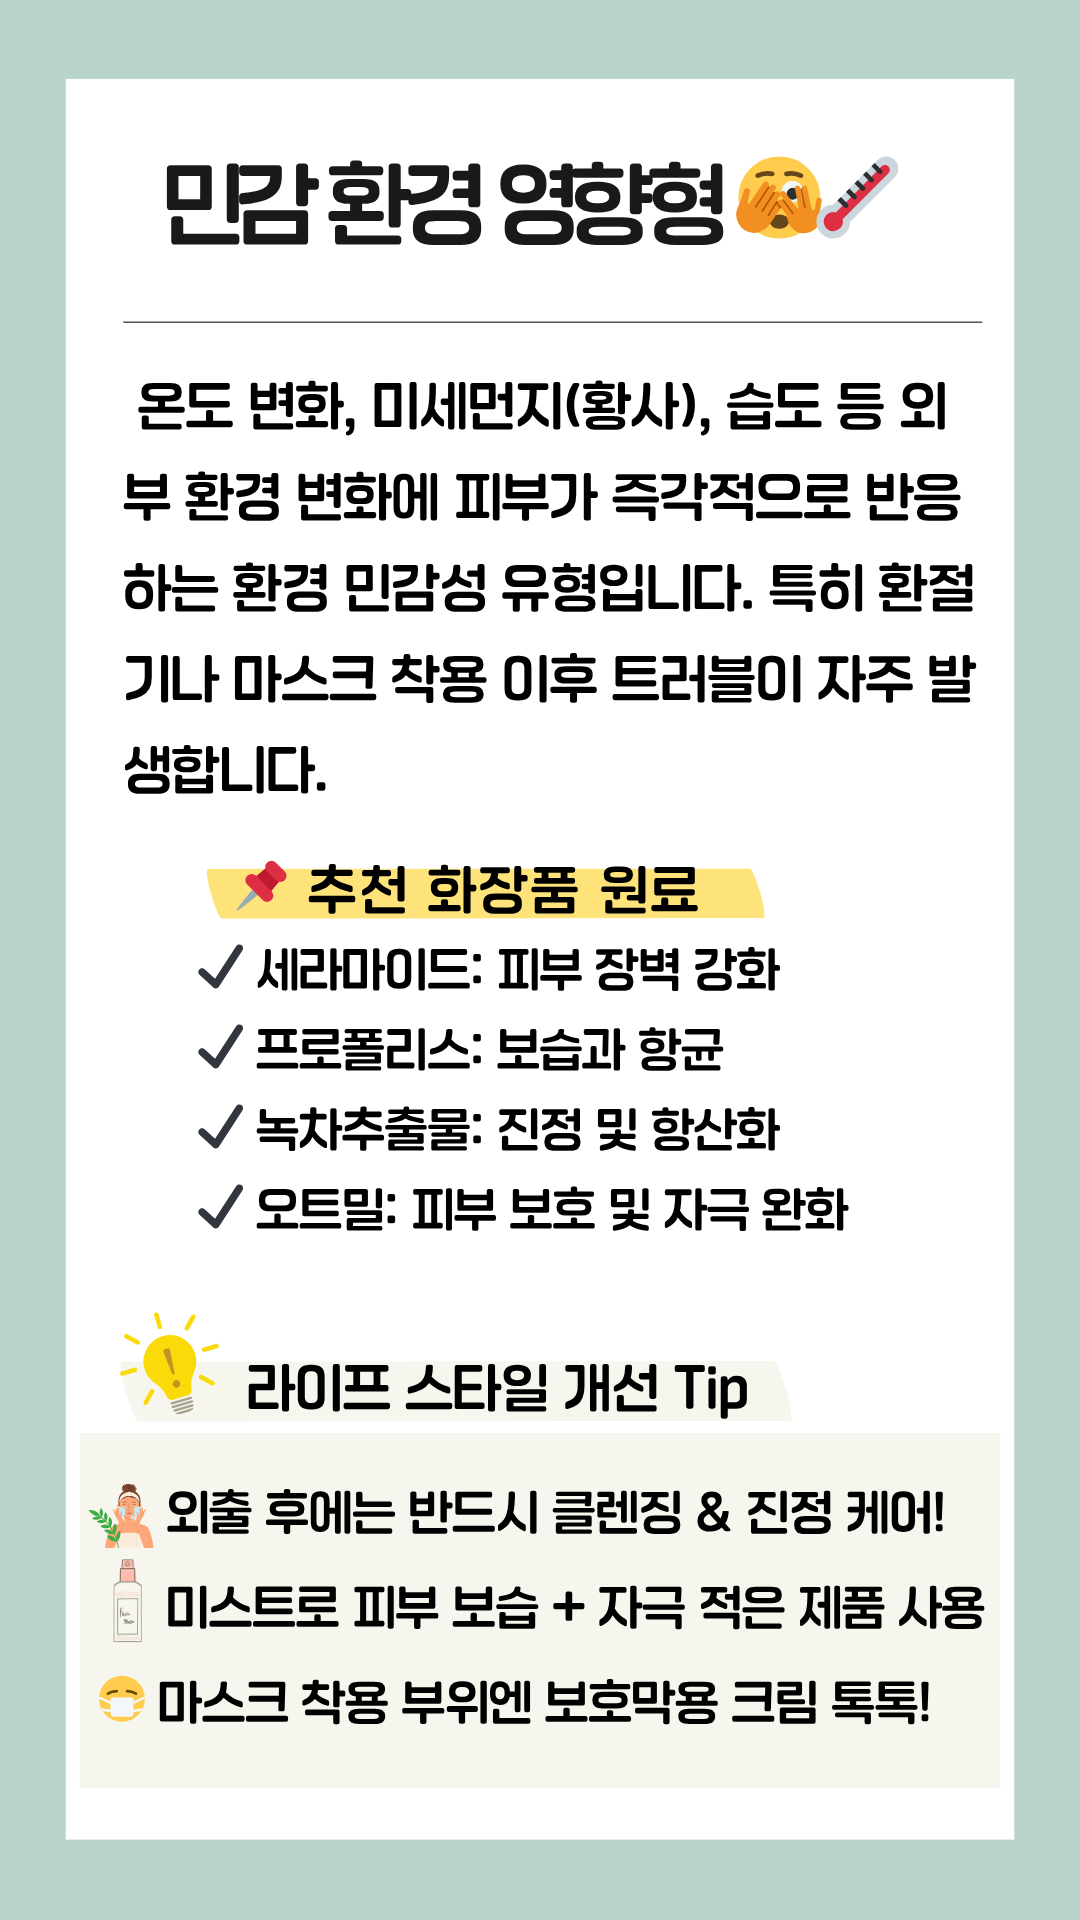 민감 환경 영향형
온도 변화, 미세먼지(황사), 습도 등 외
부 환경 변화에 피부가 즉각적으로 반응
하는 환경 민감성 유형입니다. 특히 환절
기나 마스크 착용 이후 트러블이 자주 발
생합니다.
추천 화장품 원료
세라마이드: 피부 장벽 강화
프로폴리스: 보습과 항균
녹차추출물: 진정 및 항산화
오트밀: 피부 보호 및 자극 완화
라이프 스타일 개선 Tip
외출 후에는 반드시 클렌징 & 진정 케어!
미스트로 피부 보습 + 자극 적은 제품 사용
마스크 착용 부위엔 보호막용 크림 톡톡!